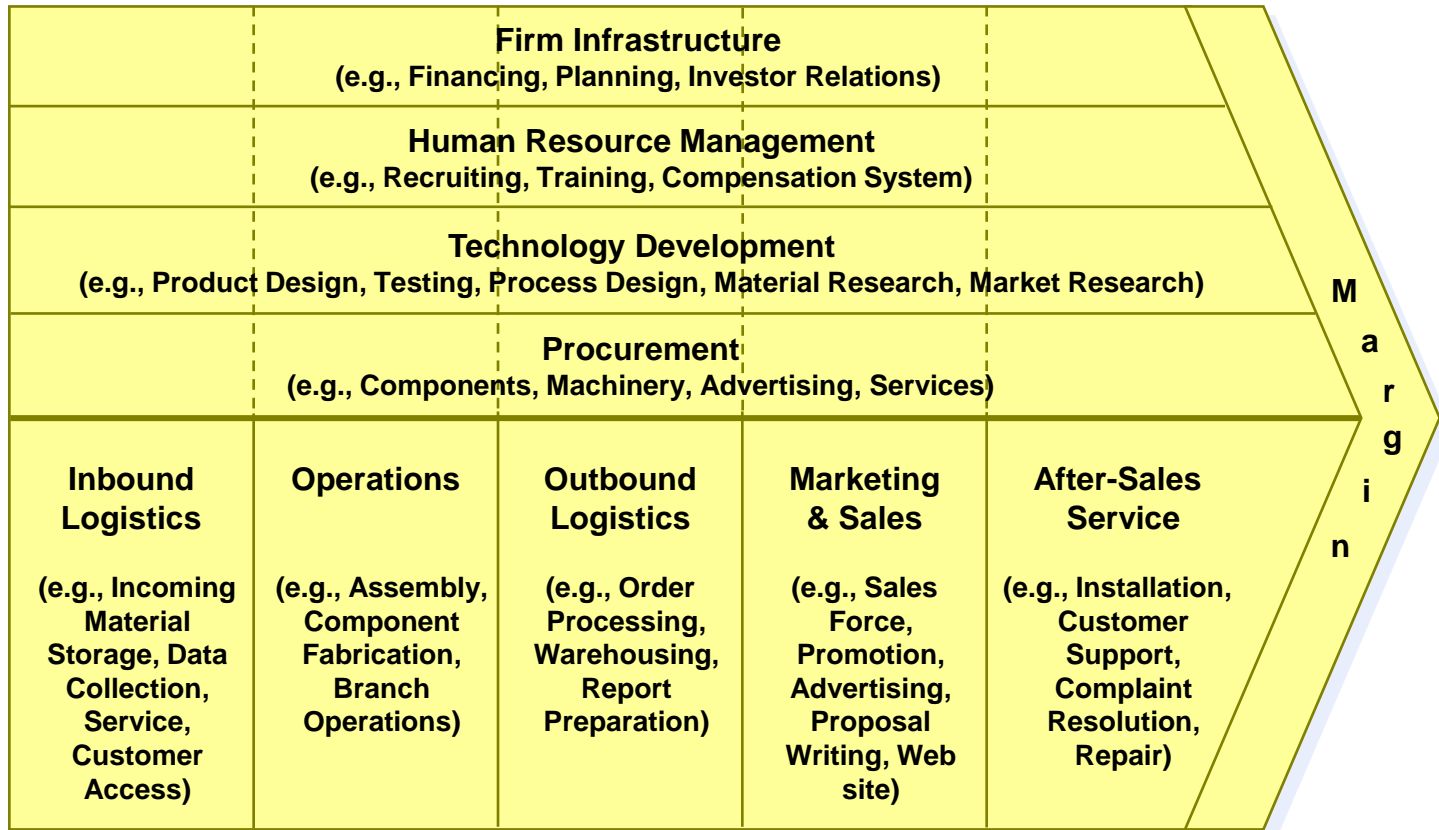 Firm Infrastructure
(e.g., Financing, Planning, Investor Relations)
Human Resource Management
(e.g., Recruiting, Training, Compensation System)
Technology Development
(e.g., Product Design, Testing, Process Design, Material Research, Market Research)
Procurement
(e.g., Components, Machinery, Advertising, Services)
Inbound
Logistics
(e.g., Incoming
Material
Storage, Data
Collection,
Service,
Customer
Access)
Operations
(e.g., Assembly,
Component
Fabrication,
Branch
Operations)
Outbound
Logistics
(e.g., Order
Processing,
Warehousing,
Report
Preparation)
Marketing
& Sales
(e.g., Sales
Force,
Promotion,
Advertising,
Proposal
Writing, Web
site)
After-Sales
Service
(e.g., Installation,
Customer
Support,
Complaint
Resolution,
Repair)
Margin